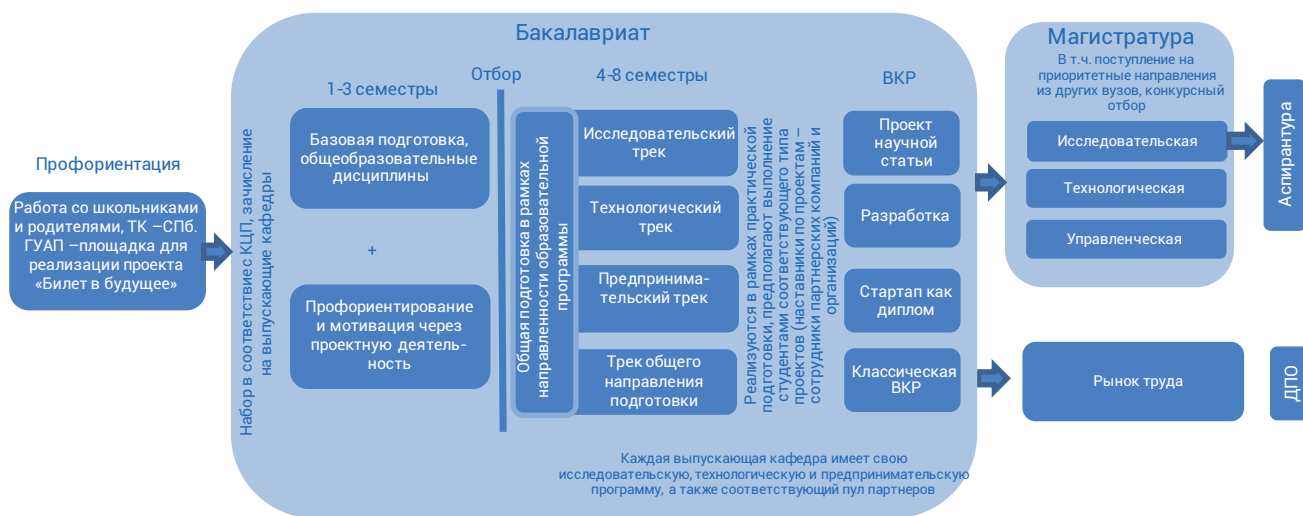 Профориентация
Работа со школьниками
и родителями, ТК –СПб.
ГУАП –площадка для
реализации проекта
«Билет в будущее»
Бакалавриат
Набор в соответствиес КЦП, зачисление
на выпускающие кафедры
1-3 семестры
Базовая подготовка,
общеобразовательные
дисциплины
+
Профориентирование
и мотивация через
проектную деятель-
ность
Отбор
Общая подготовка в рамках
направленности образовательной
программы
4-8 семестры
Исследовательский
трек
Технологический
трек
Предпринима-
тельский трек
Трек общего
направления
подготовки
Реализуются в рамках практической
подготовки, предполагают выполнение
студентами соответствующего типа
проектов (наставники по проектам –
сотрудники партнерских компаний и
организаций)
ВКР
Проект
научной
статьи
Разработка
Стартап как
диплом
Классическая
ВКР
Каждая выпускающая кафедра имеет свою
исследовательскую, технологическую и предпринимательскую
программу, а также соответствующий пул партнеров
Магистратура
В т.ч. поступление на
приоритетные направления
из других вузов, конкурсный
отбор
Исследовательская
Технологическая
Управленческая
Аспирантура
Рынок труда
ДПО